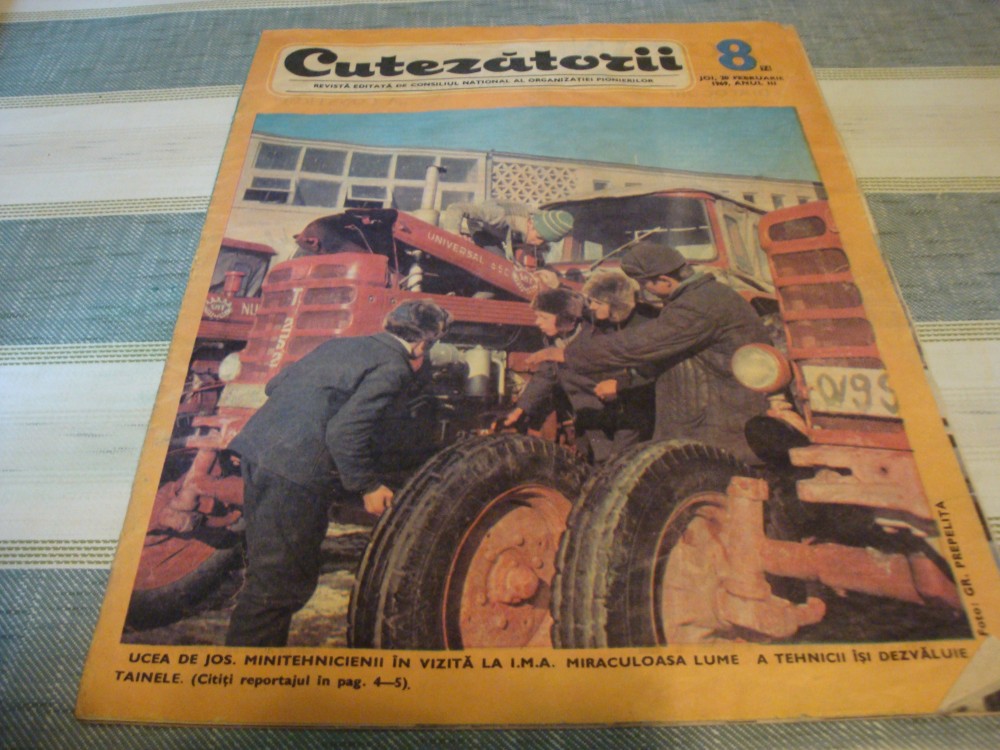 Cutezătorii
REVISTĂ EDITATĂ DE CONSILIUL NAȚIONAL AL ORGANIZAȚIEI PIONIERILOR
8
JOI, 20 FEBRUARIE
1969, ANUL III
UNIVERSAL 650
UNIVERSAL
Foto: GR. PREPELIȚĂ
UCEA DE JOS. MINITEHNICIENII ÎN VIZITĂ LA I.M.A. MIRACULOASA LUME A TEHNICII ÎȘI DEZVĂLUIE
TAINELE. (Citiți reportajul în pag. 4—5).